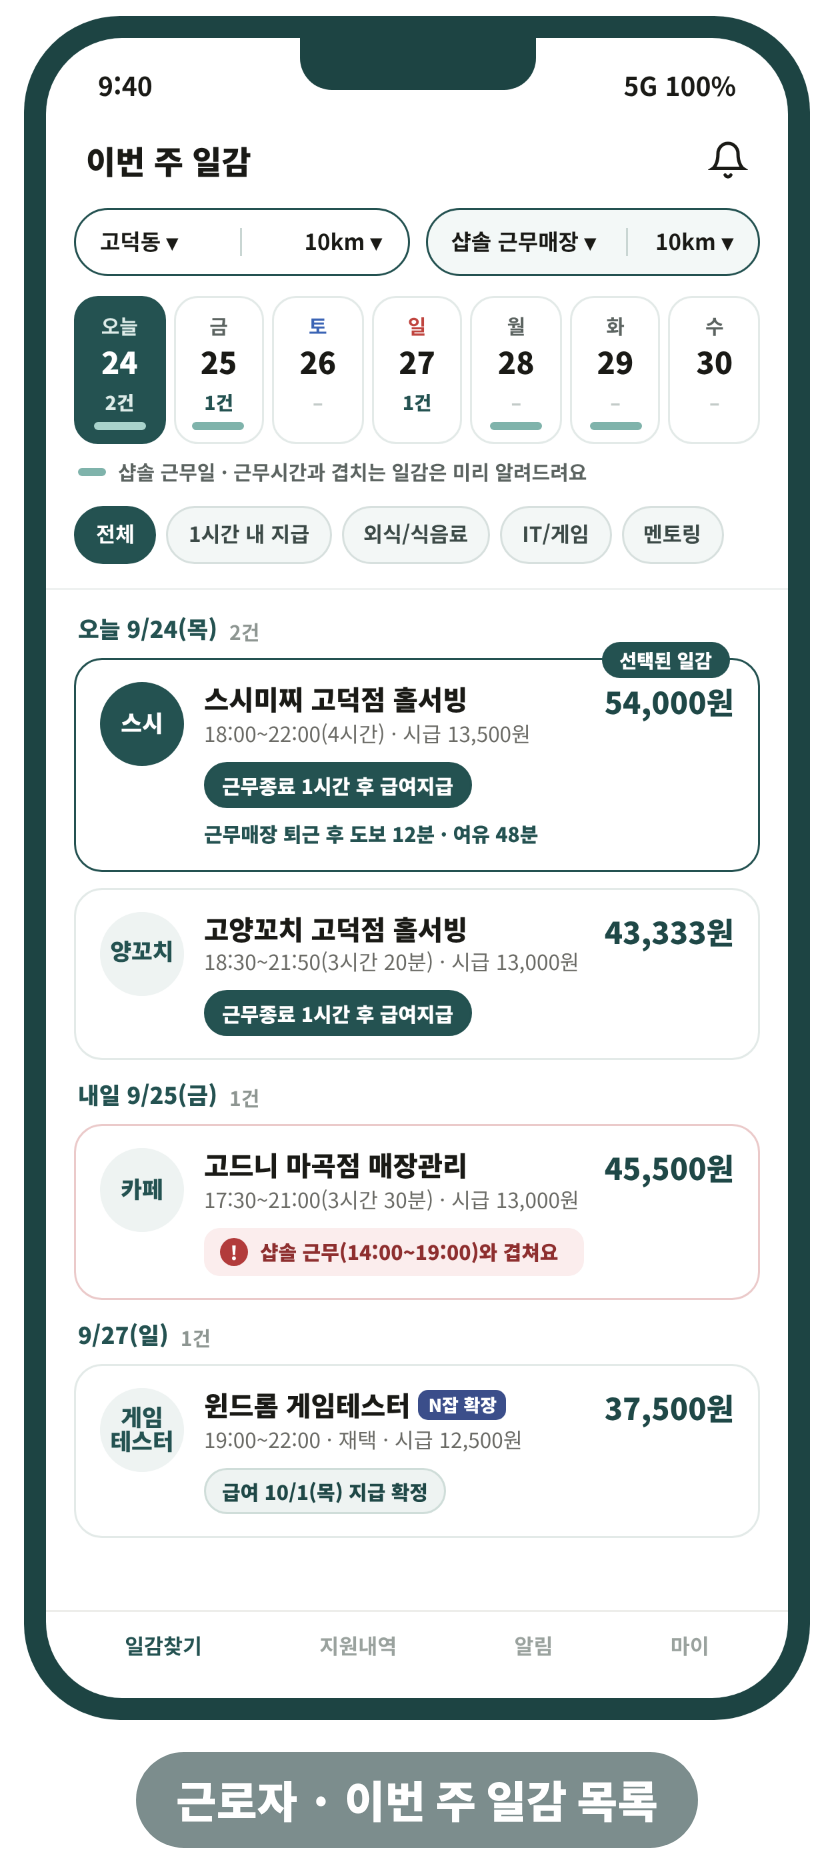 9:40
5G 100%
이번 주 일감
고덕동 ▾ 10km ▾
샵솔 근무매장 ▾ 10km ▾
오늘 금 토 일 월 화 수
24 25 26 27 28 29 30
2건 1건 – 1건 – – –
샵솔 근무일 · 근무시간과 겹치는 일감은 미리 알려드려요
전체 1시간 내 지급 외식/식음료 IT/게임 멘토링
오늘 9/24(목) 2건
선택된 일감
스시
스시미찌 고덕점 홀서빙
54,000원
18:00~22:00(4시간) · 시급 13,500원
근무종료 1시간 후 급여지급
근무매장 퇴근 후 도보 12분 · 여유 48분
양꼬치
고양꼬치 고덕점 홀서빙
43,333원
18:30~21:50(3시간 20분) · 시급 13,000원
근무종료 1시간 후 급여지급
내일 9/25(금) 1건
카페
고드니 마곡점 매장관리
45,500원
17:30~21:00(3시간 30분) · 시급 13,000원
! 샵솔 근무(14:00~19:00)와 겹쳐요
9/27(일) 1건
게임
테스터
윈드롬 게임테스터 N잡 확장
37,500원
19:00~22:00 · 재택 · 시급 12,500원
급여 10/1(목) 지급 확정
일감찾기 지원내역 알림 마이
근로자 · 이번 주 일감 목록